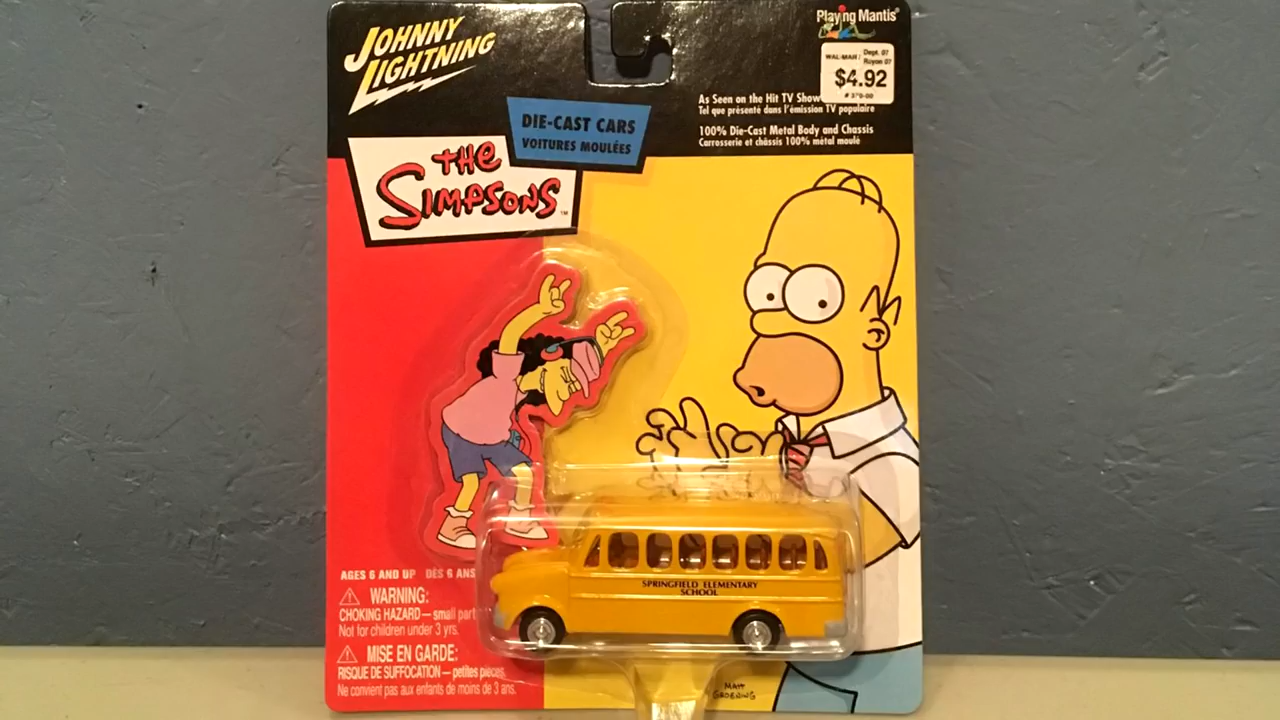 JOHNNY
LIGHTNING
Playing Mantis®
WAL-MART Dept. 07
$4.92
As Seen on the Hit TV Show
Tel que présenté dans l'émission TV populaire
100% Die-Cast Metal Body and Chassis
Carrosserie et châssis 100% métal moulé
DIE-CAST CARS
VOITURES MOULÉES
THE
SIMPSONS™
SPRINGFIELD ELEMENTARY
SCHOOL
AGES 6 AND UP DÈS 6 ANS
⚠ WARNING:
CHOKING HAZARD — small part
Not for children under 3 yrs.
⚠ MISE EN GARDE:
RISQUE DE SUFFOCATION — petites pièces.
Ne convient pas aux enfants de moins de 3 ans.
MATT
GROENING